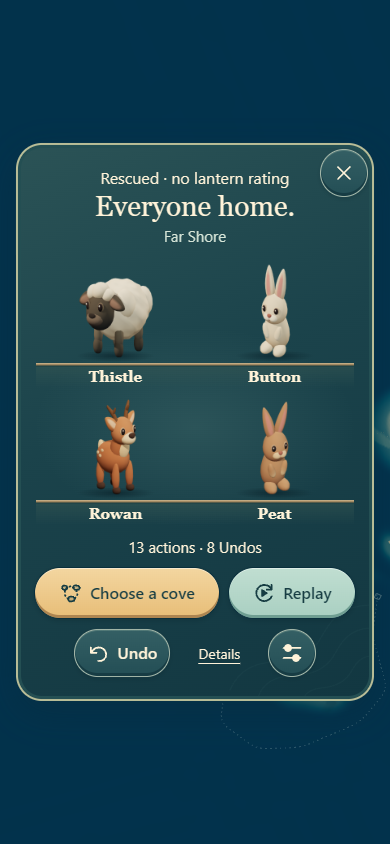 Rescued · no lantern rating
Everyone home.
Far Shore
Thistle
Button
Rowan
Peat
13 actions · 8 Undos
Choose a cove
Replay
Undo
Details